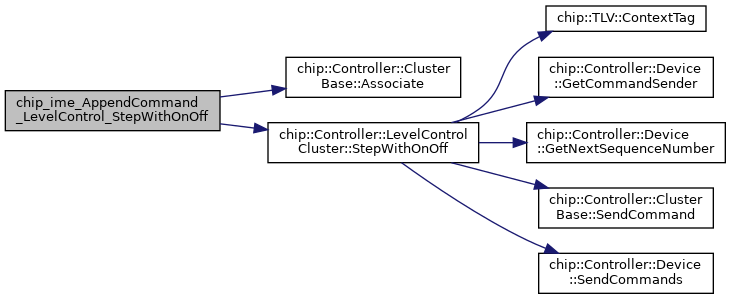 chip_ime_AppendCommand
_LevelControl_StepWithOnOff
chip::Controller::Cluster
Base::Associate
chip::Controller::LevelControl
Cluster::StepWithOnOff
chip::TLV::ContextTag
chip::Controller::Device
::GetCommandSender
chip::Controller::Device
::GetNextSequenceNumber
chip::Controller::Cluster
Base::SendCommand
chip::Controller::Device
::SendCommands